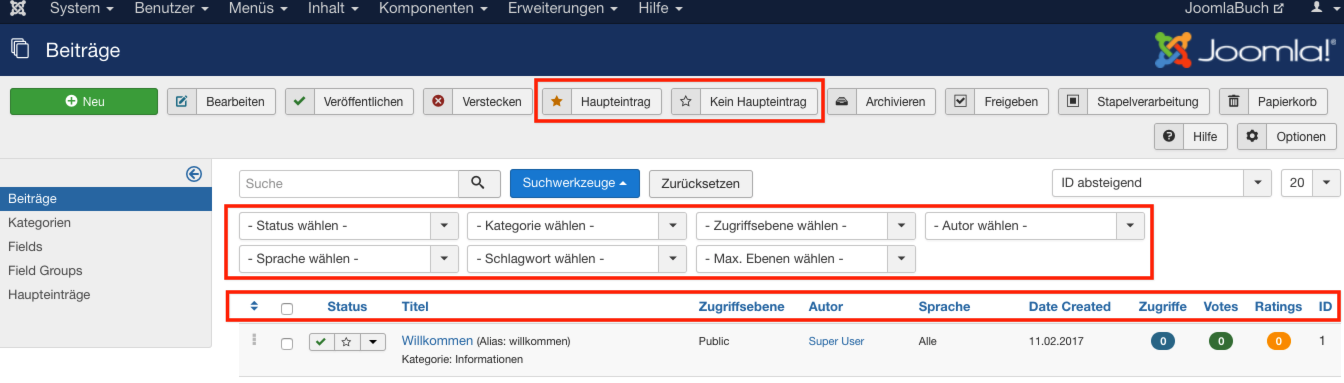 System Benutzer Menüs Inhalt Komponenten Erweiterungen Hilfe JoomlaBuch
Beiträge Joomla!®
Neu Bearbeiten Veröffentlichen Verstecken Haupteintrag Kein Haupteintrag Archivieren Freigeben Stapelverarbeitung Papierkorb
Hilfe Optionen
Suche Suchwerkzeuge Zurücksetzen ID absteigend 20
Beiträge
Kategorien
Fields
Field Groups
Haupteinträge
- Status wählen - - Kategorie wählen - - Zugriffsebene wählen - - Autor wählen -
- Sprache wählen - - Schlagwort wählen - - Max. Ebenen wählen -
Status Titel Zugriffsebene Autor Sprache Date Created Zugriffe Votes Ratings ID
Willkommen (Alias: willkommen) Public Super User Alle 11.02.2017 0 0 0 1
Kategorie: Informationen